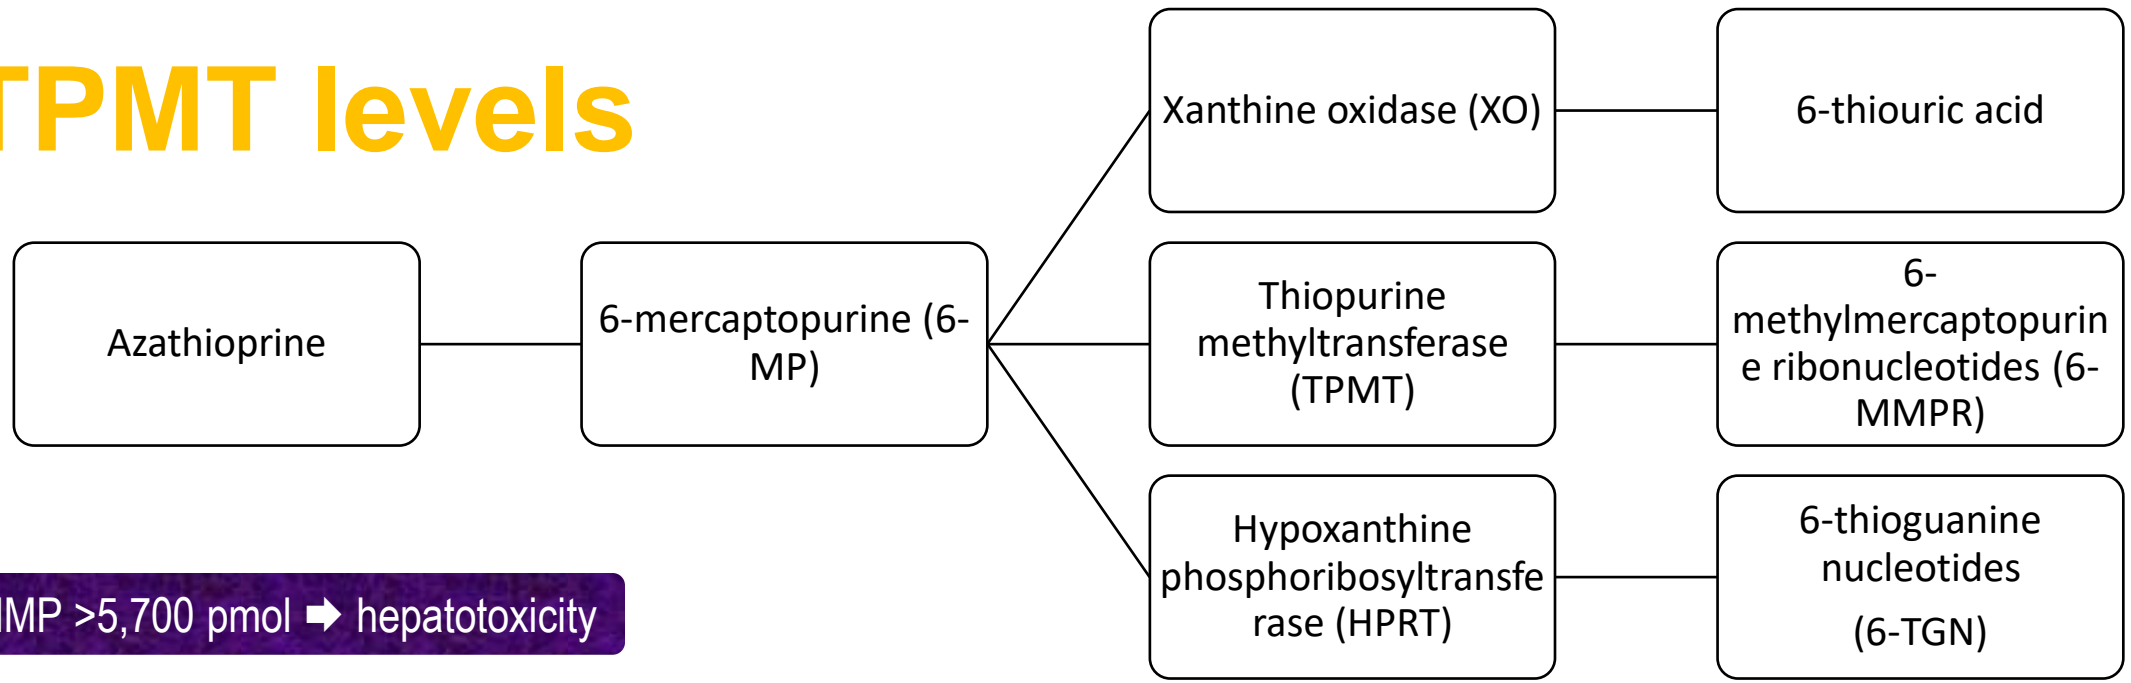 TPMT levels
Azathioprine
6-mercaptopurine (6-
MP)
Xanthine oxidase (XO)
6-thiouric acid
Thiopurine
methyltransferase
(TPMT)
6-
methylmercaptopurin
e ribonucleotides (6-
MMPR)
Hypoxanthine
phosphoribosyltransfe
rase (HPRT)
6-thioguanine
nucleotides
(6-TGN)
>5,700 pmol ➡ hepatotoxicity